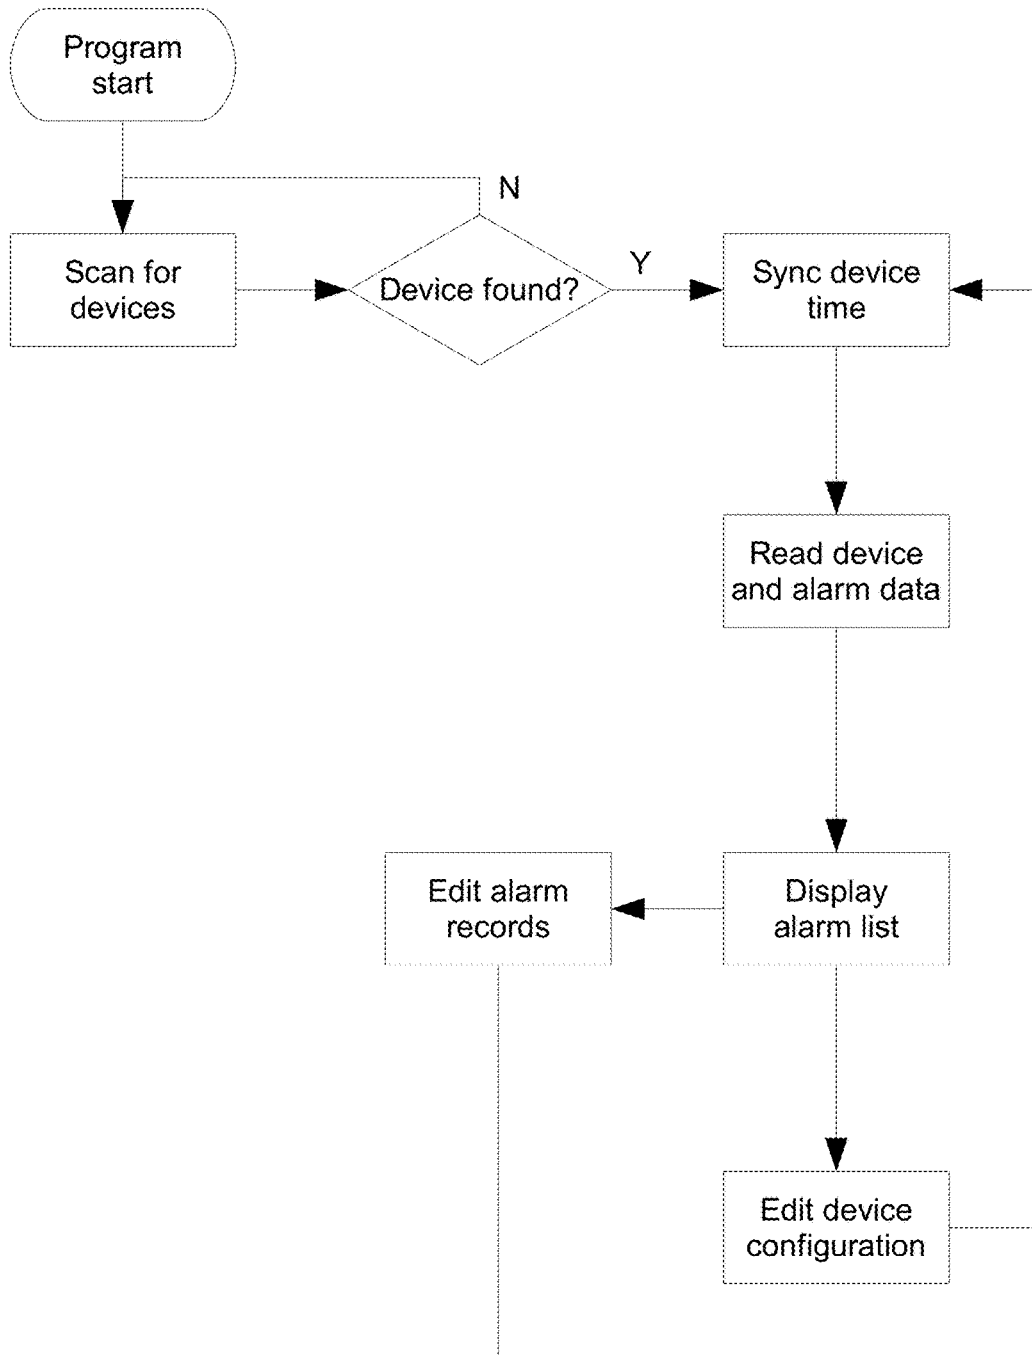 Program
start
N
Scan for
devices
Device found?
Y
Sync device
time
Read device
and alarm data
Edit alarm
records
Display
alarm list
Edit device
configuration